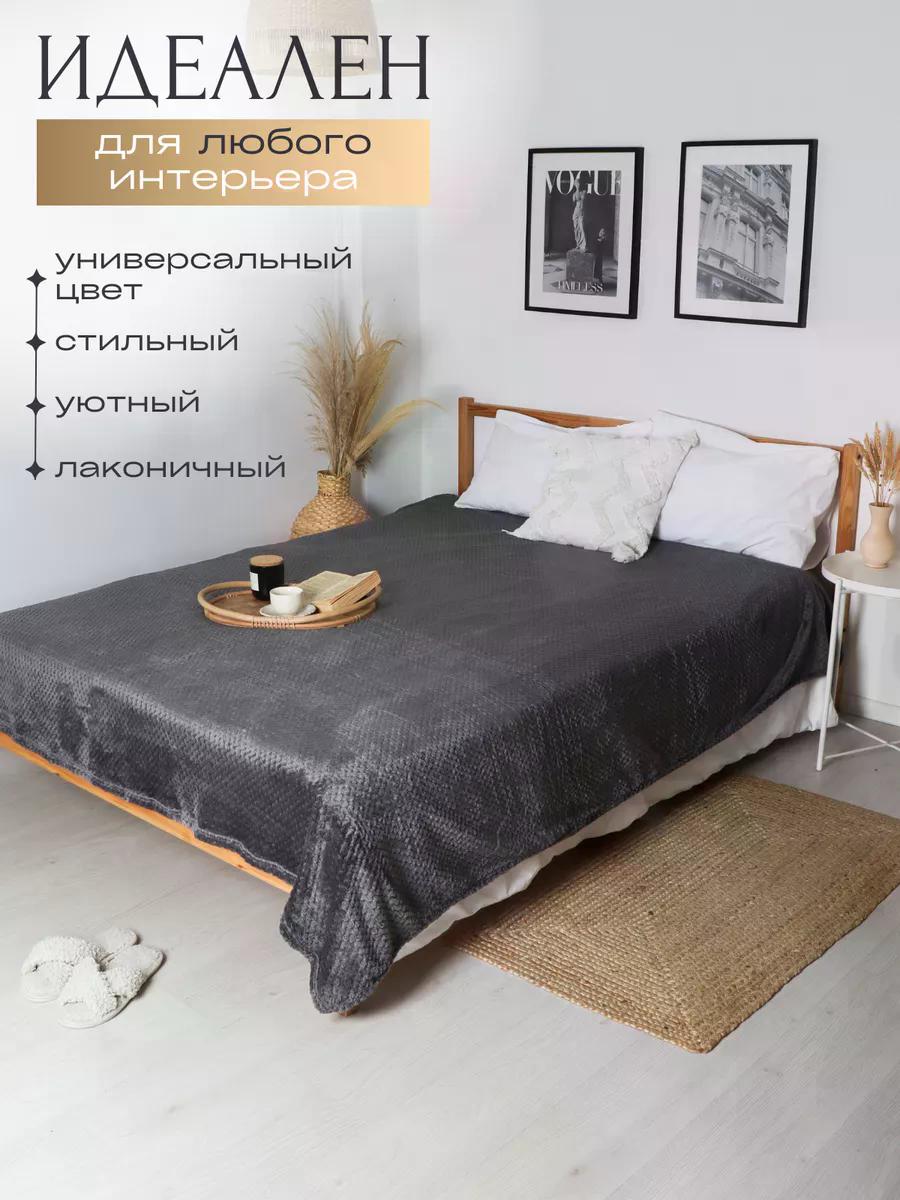 ИДЕАЛЕН
для любого
интерьера
универсальный
цвет
стильный
уютный
лаконичный
VOGUE
TIMELESS